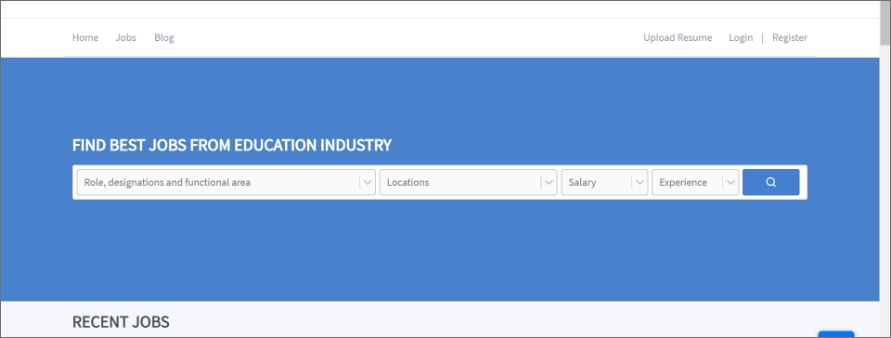 Home Jobs Blog Upload Resume Login | Register
FIND BEST JOBS FROM EDUCATION INDUSTRY
Role, designations and functional area Locations Salary Experience
RECENT JOBS